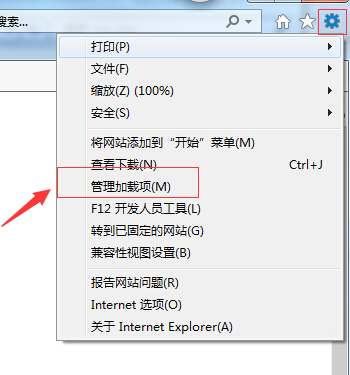 搜索...
打印(P)
文件(F)
缩放(Z) (100%)
安全(S)
将网站添加到“开始”菜单(M)
查看下载(N) Ctrl+J
管理加载项(M)
F12 开发人员工具(L)
转到已固定的网站(G)
兼容性视图设置(B)
报告网站问题(R)
Internet 选项(O)
关于 Internet Explorer(A)